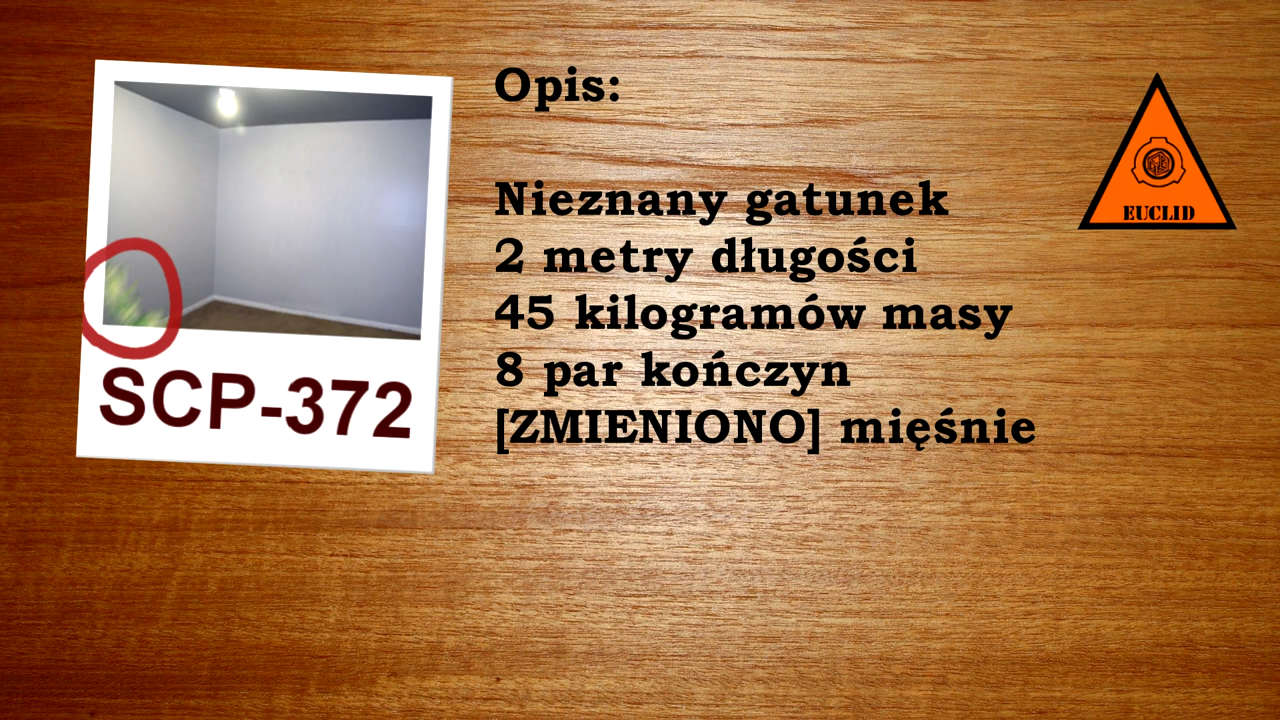 Opis:
Nieznany gatunek
2 metry długości
45 kilogramów masy
8 par kończyn
[ZMIENIONO] mięśnie
SCP-372
EUCLID